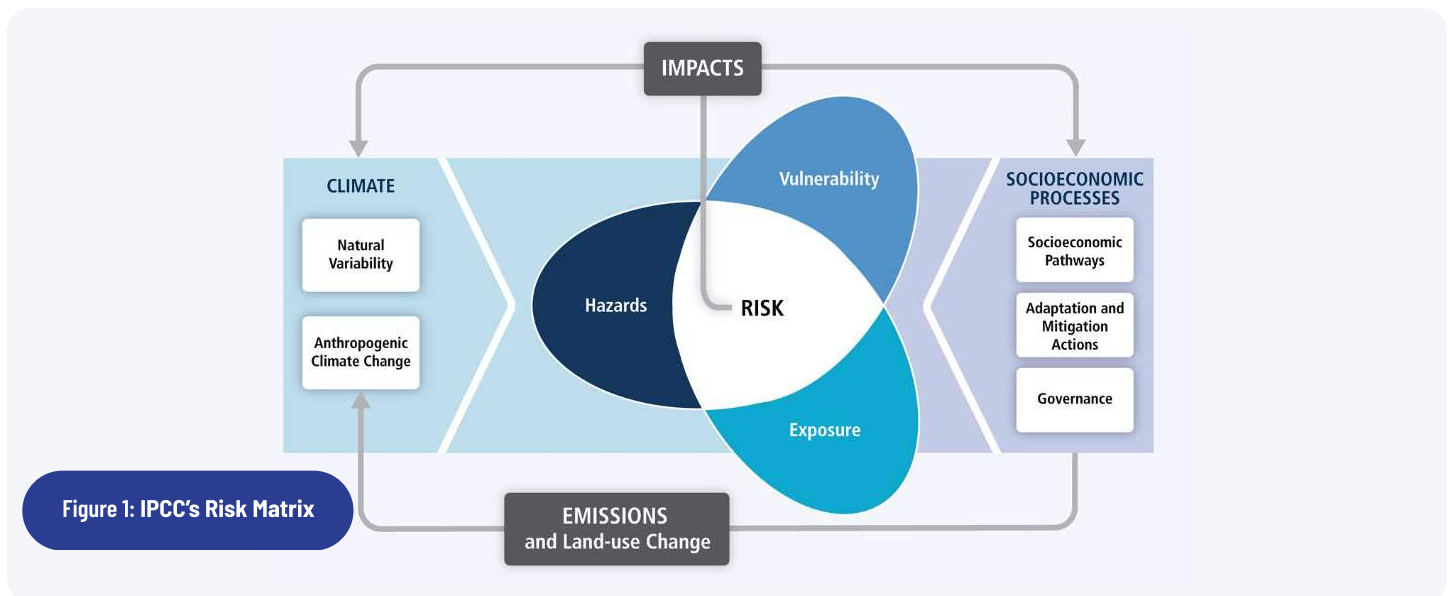 IMPACTS
CLIMATE
Natural
Variability
Anthropogenic
Climate Change
Hazards
Vulnerability
RISK
Exposure
SOCIOECONOMIC
PROCESSES
Socioeconomic
Pathways
Adaptation and
Mitigation
Actions
Governance
EMISSIONS
and Land-use Change
Figure 1: IPCC's Risk Matrix